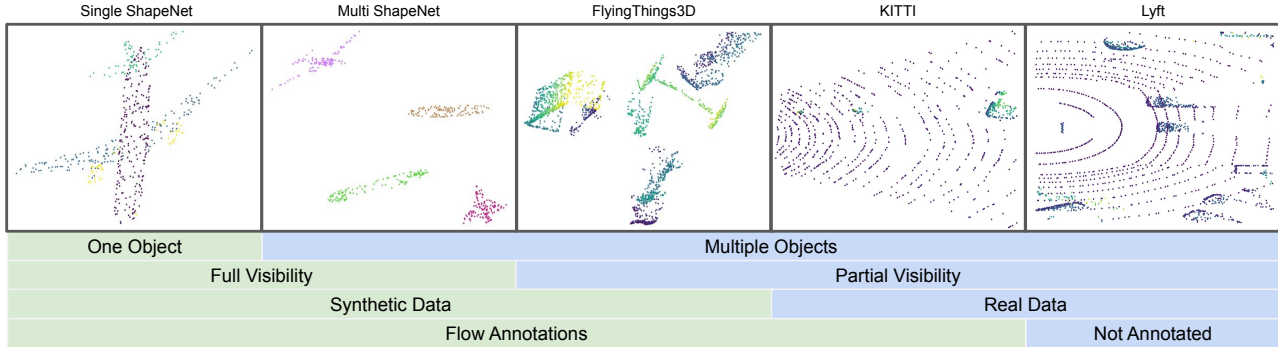 Single ShapeNet Multi ShapeNet FlyingThings3D KITTI Lyft
One Object Multiple Objects
Full Visibility Partial Visibility
Synthetic Data Real Data
Flow Annotations Not Annotated